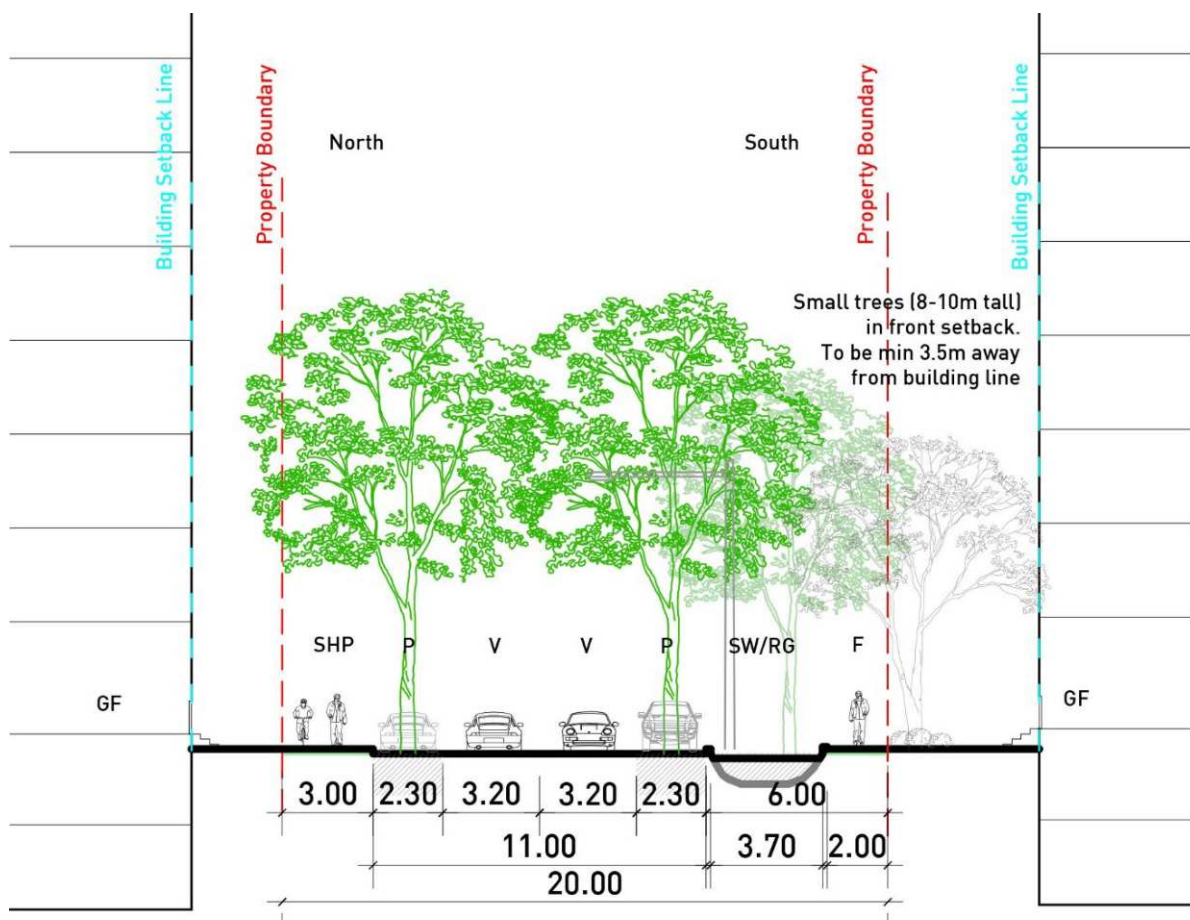 Building Setback Line
Property Boundary
North
South
Property Boundary
Building Setback Line
Small trees (8-10m tall)
in front setback.
To be min 3.5m away
from building line
SHP
P
V
V
P
SW/RG
F
GF
GF
3.00
2.30
3.20
3.20
2.30
6.00
11.00
3.70
2.00
20.00